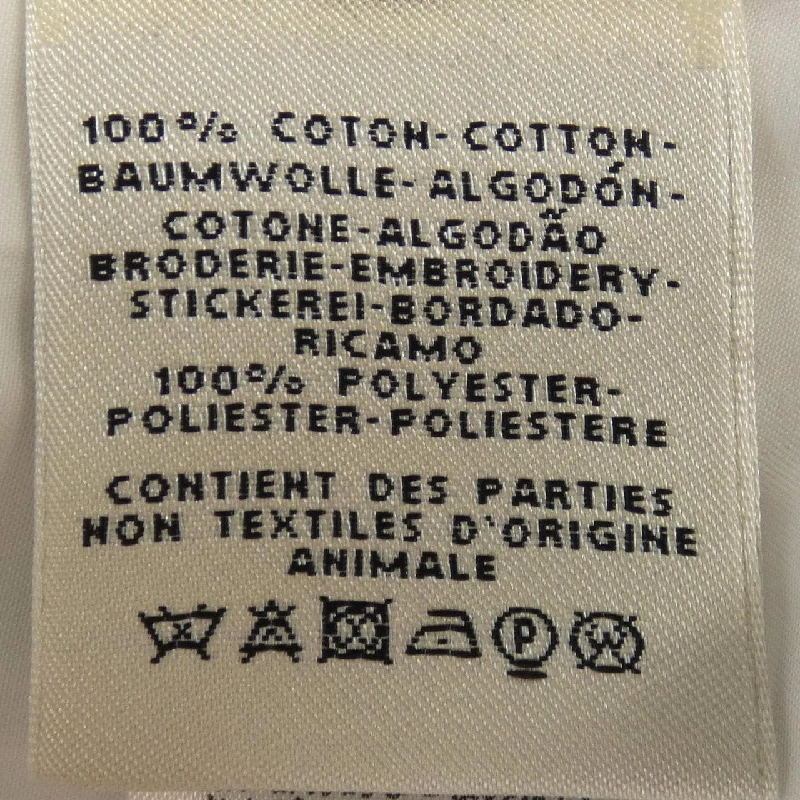 100% COTON-COTTON-
BAUMWOLLE-ALGODÓN-
COTONE-ALGODÃO
BRODERIE-EMBROIDERY-
STICKEREI-BORDADO-
RICAMO
100% POLYESTER-
POLIESTER-POLIESTERE
CONTIENT DES PARTIES
NON TEXTILES D'ORIGINE
ANIMALE
P W